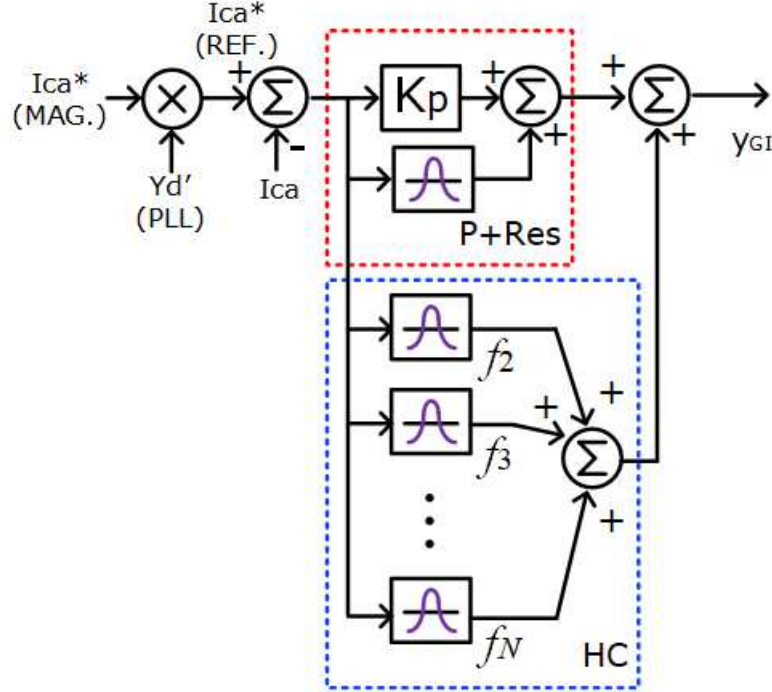 Ica*
(REF.)
Ica*
(MAG.)
×
+
Σ
-
Yd’
(PLL)
Ica
Kp
+
Σ
+
P+Res
+
Σ
+
yGI
f2
f3
fN
+
+
Σ
+
HC